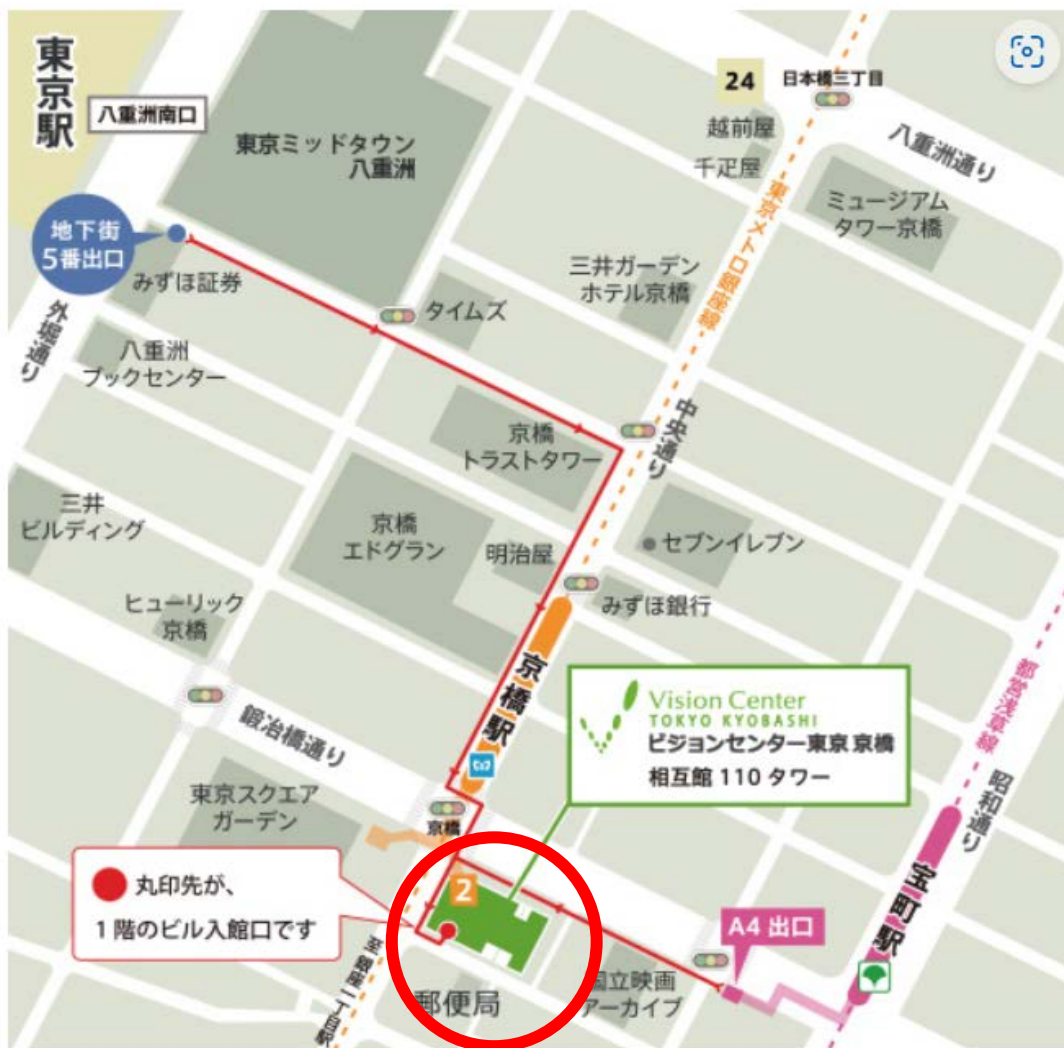 東京駅
八重洲南口
東京ミッドタウン
八重洲
24
日本橋三丁目
越前屋
千疋屋
八重洲通り
ミュージアム
タワー京橋
東京メトロ銀座線
地下街
5番出口
みずほ証券
タイムズ
三井ガーデン
ホテル京橋
外堀通り
八重洲
ブックセンター
京橋
トラストタワー
中央通り
三井
ビルディング
京橋
エドグラン
明治屋
セブンイレブン
みずほ銀行
ヒューリック
京橋
京橋駅
鍛冶橋通り
Vision Center
TOKYO KYOBASHI
ビジョンセンター東京 京橋
相互館 110 タワー
都営浅草線
昭和通り
東京スクエア
ガーデン
京橋
2
丸印先が、
1階のビル入館口です
A4 出口
宝町駅
国立映画
アーカイブ
郵便局
至 銀座一丁目駅